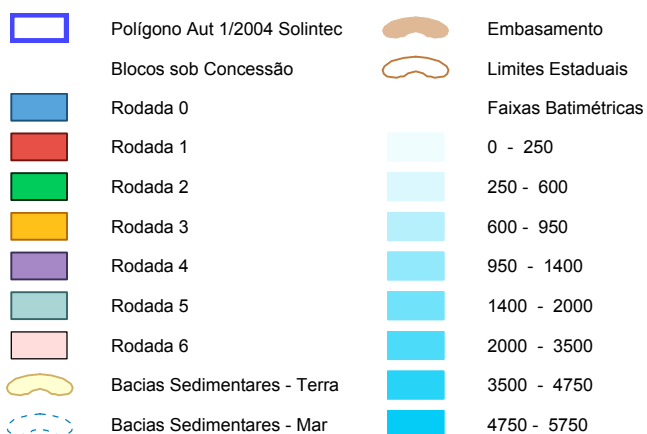 Polígono Aut 1/2004 Solintec
Blocos sob Concessão
Rodada 0
Rodada 1
Rodada 2
Rodada 3
Rodada 4
Rodada 5
Rodada 6
Bacias Sedimentares - Terra
Bacias Sedimentares - Mar
Embasamento
Limites Estaduais
Faixas Batimétricas
0 - 250
250 - 600
600 - 950
950 - 1400
1400 - 2000
2000 - 3500
3500 - 4750
4750 - 5750